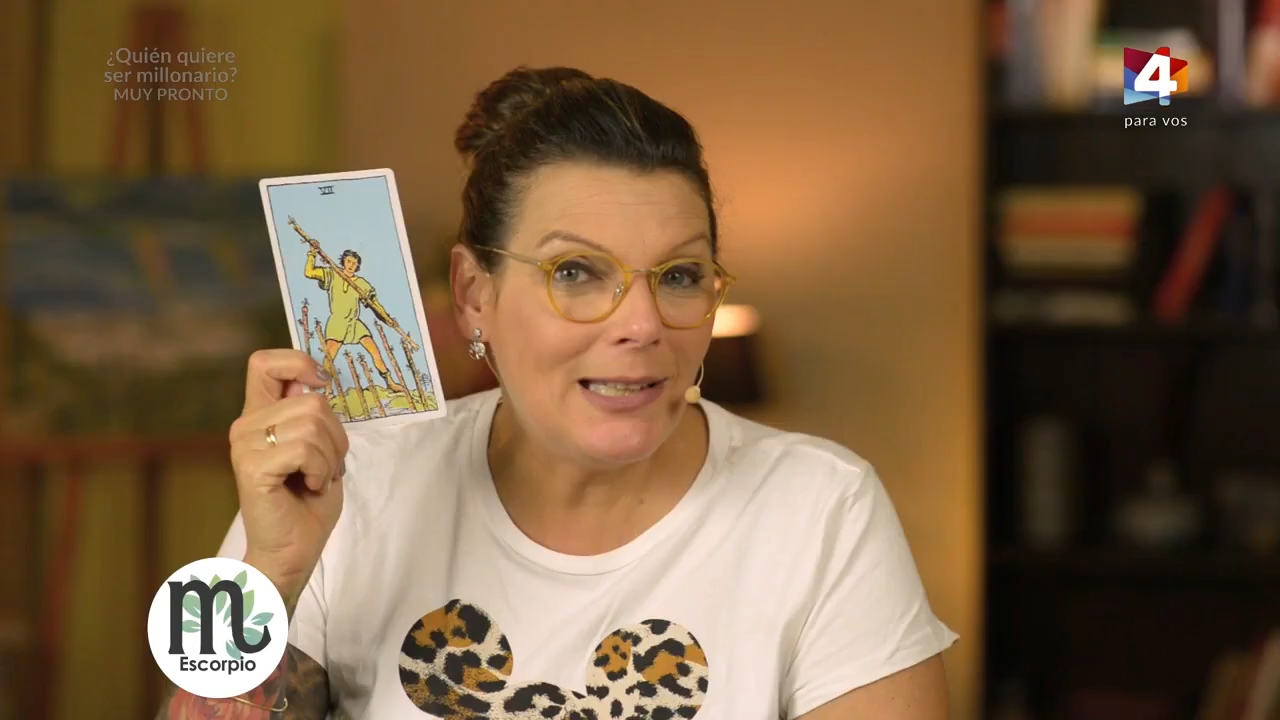 ¿Quién quiere
ser millonario?
MUY PRONTO
4
para vos
VII
m
Escorpio